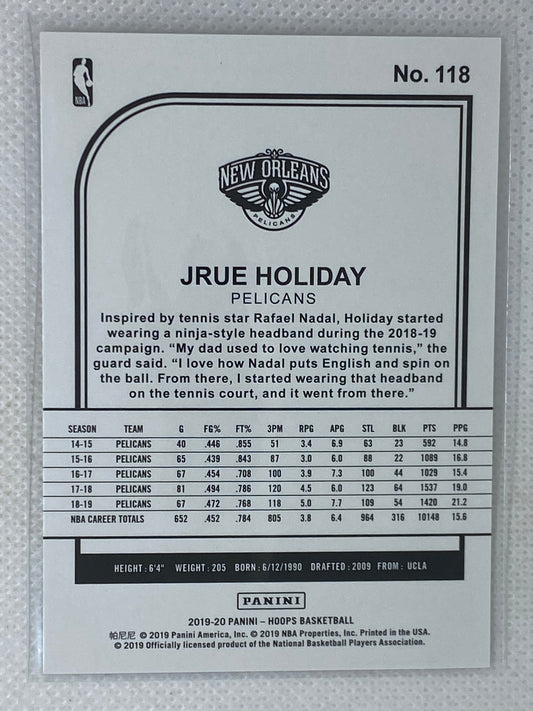 NBA
No. 118
NEW ORLEANS
PELICANS
JRUE HOLIDAY
PELICANS
Inspired by tennis star Rafael Nadal, Holiday started
wearing a ninja-style headband during the 2018-19
campaign. “My dad used to love watching tennis,” the
guard said. “I love how Nadal puts English and spin on
the ball. From there, I started wearing that headband
on the tennis court, and it went from there.”
SEASON TEAM G FG% FT% 3PM RPG APG STL BLK PTS PPG
14-15 PELICANS 40 .446 .855 51 3.4 6.9 63 23 592 14.8
15-16 PELICANS 65 .439 .843 87 3.0 6.0 88 22 1089 16.8
16-17 PELICANS 67 .454 .708 100 3.9 7.3 100 44 1029 15.4
17-18 PELICANS 81 .494 .786 120 4.5 6.0 123 64 1537 19.0
18-19 PELICANS 67 .472 .768 118 5.0 7.7 109 54 1420 21.2
NBA CAREER TOTALS 652 .452 .784 805 3.8 6.4 964 316 10148 15.6
HEIGHT : 6'4" WEIGHT : 205 BORN : 6/12/1990 DRAFTED : 2009 FROM : UCLA
PANINI
2019-20 PANINI – HOOPS BASKETBALL
帕尼尼 © 2019 Panini America, Inc. © 2019 NBA Properties, Inc. Printed in the USA.
© 2019 Officially licensed product of the National Basketball Players Association.